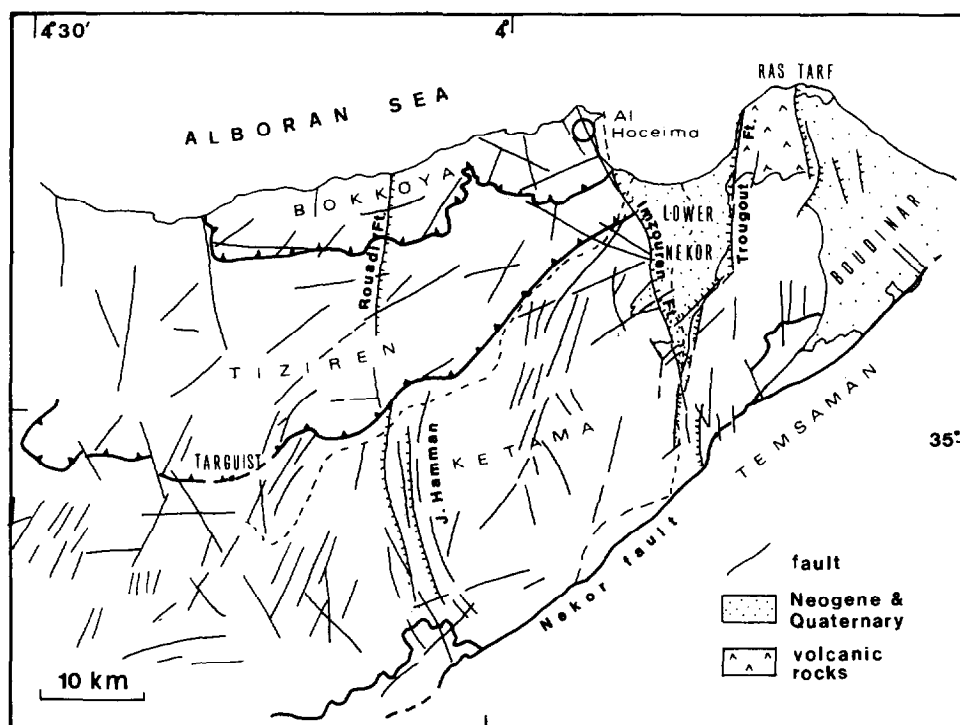 4°30'
4°
RAS TARF
ALBORAN SEA
Al
Hoceima
BOKKOYA
Rouadi Ft.
Imzouren Ft.
LOWER
NEKOR
Trougout Ft.
BOUDINAR
TIZIREN
KETAMA
TEMSAMAN
35°
TARGUIST
J. Hamman
Nekor fault
fault
Neogene &
Quaternary
volcanic
rocks
10 km